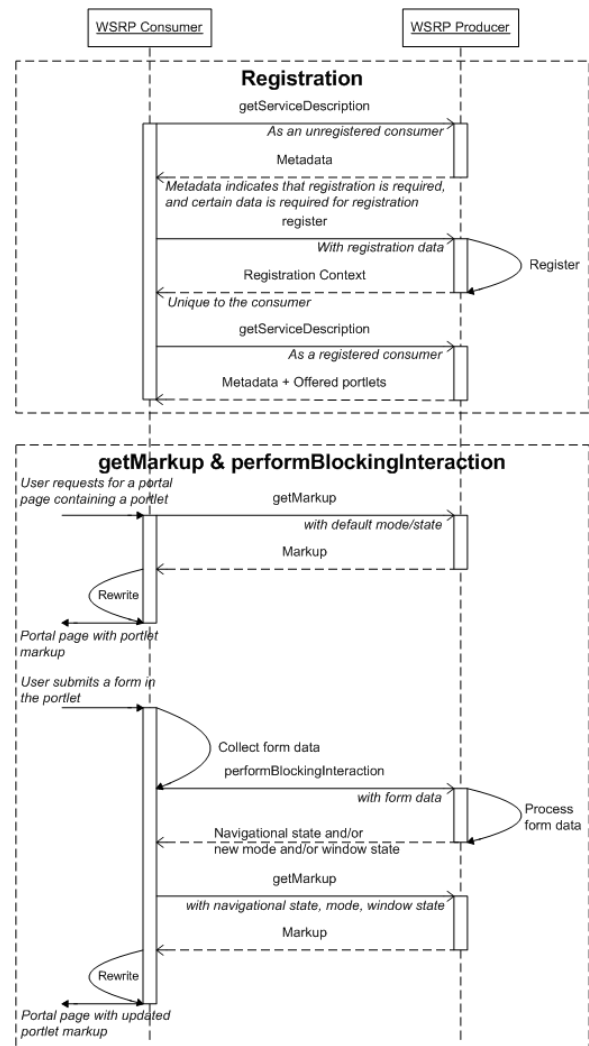 WSRP Consumer
WSRP Producer
Registration
getServiceDescription
As an unregistered consumer
Metadata
Metadata indicates that registration is required,
and certain data is required for registration
register
With registration data
Register
Registration Context
Unique to the consumer
getServiceDescription
As a registered consumer
Metadata + Offered portlets
getMarkup & performBlockingInteraction
User requests for a portal
page containing a portlet
getMarkup
with default mode/state
Markup
Rewrite
Portal page with portlet
markup
User submits a form in
the portlet
Collect form data
performBlockingInteraction
with form data
Process
form data
Navigational state and/or
new mode and/or window state
getMarkup
with navigational state, mode, window state
Markup
Rewrite
Portal page with updated
portlet markup